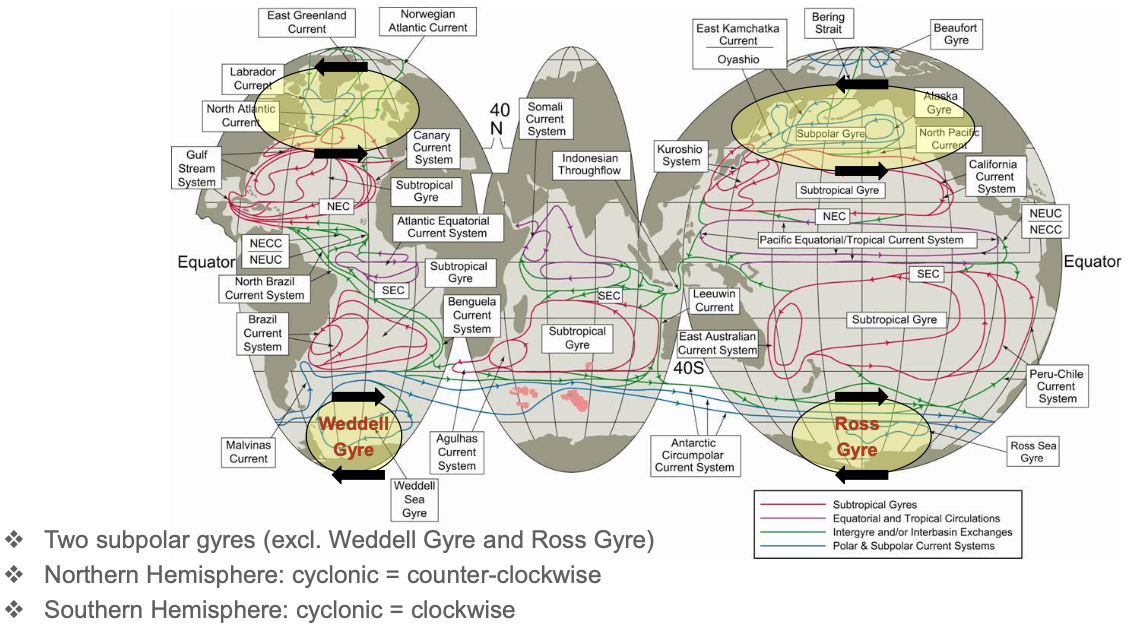 East Greenland
Current
Norwegian
Atlantic Current
East Kamchatka
Current
Oyashio
Bering
Strait
Beaufort
Gyre
Labrador
Current
North Atlantic
Current
40
N
Somali
Current
System
Alaska
Gyre
Subpolar Gyre
North Pacific
Current
Gulf
Stream
System
Canary
Current
System
Subtropical
Gyre
Indonesian
Throughflow
Kuroshio
System
California
Current
System
Subtropical Gyre
NEC
NEC
NEUC
NECC
Atlantic Equatorial
Current System
Pacific Equatorial/Tropical Current System
NECC
NEUC
Equator
Equator
North Brazil
Current System
SEC
Subtropical
Gyre
SEC
SEC
Benguela
Current
System
Leeuwin
Current
Brazil
Current
System
Subtropical
Gyre
East Australian
Current System
Subtropical Gyre
40S
Peru-Chile
Current
System
Malvinas
Current
Weddell
Gyre
Agulhas
Current
System
Weddell
Sea
Gyre
Antarctic
Circumpolar
Current System
Ross
Gyre
Ross Sea
Gyre
Subtropical Gyres
Equatorial and Tropical Circulations
Intergyre and/or Interbasin Exchanges
Polar & Subpolar Current Systems
❖ Two subpolar gyres (excl. Weddell Gyre and Ross Gyre)
❖ Northern Hemisphere: cyclonic = counter-clockwise
❖ Southern Hemisphere: cyclonic = clockwise